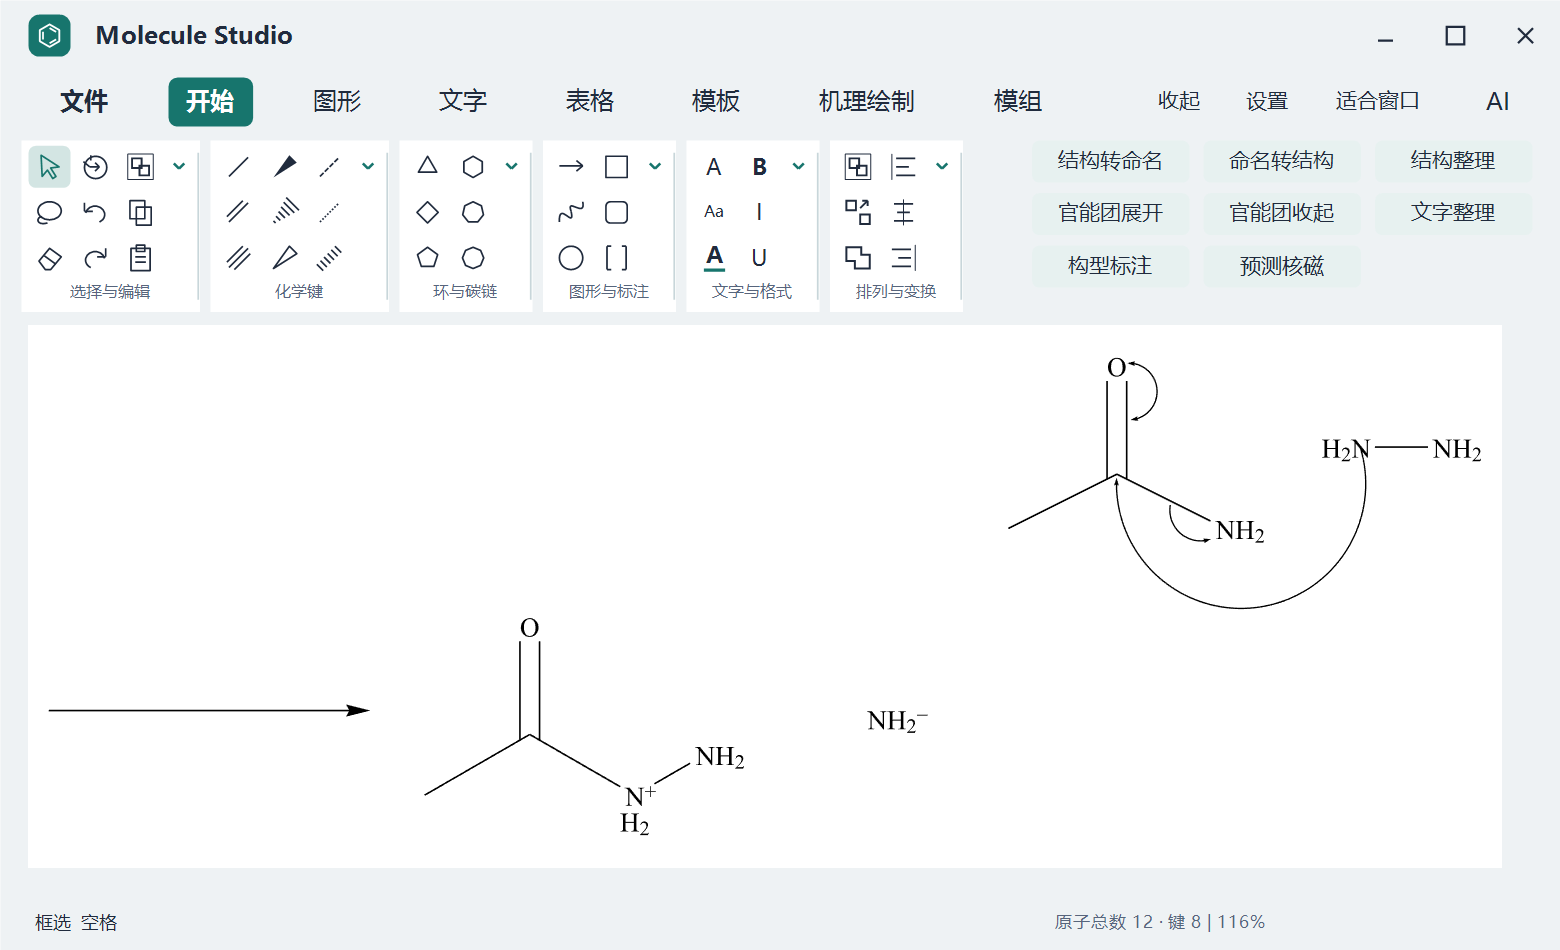 Molecule Studio
文件 开始 图形 文字 表格 模板 机理绘制 模组 收起 设置 适合窗口 AI
结构转命名 命名转结构 结构整理
官能团展开 官能团收起 文字整理
构型标注 预测核磁
A B
Aa I
A U
选择与编辑 化学键 环与碳链 图形与标注 文字与格式 排列与变换
O
H₂N NH₂
NH₂
O
NH₂⁻
NH₂
N⁺
H₂
框选 空格 原子总数 12 · 键 8 | 116%